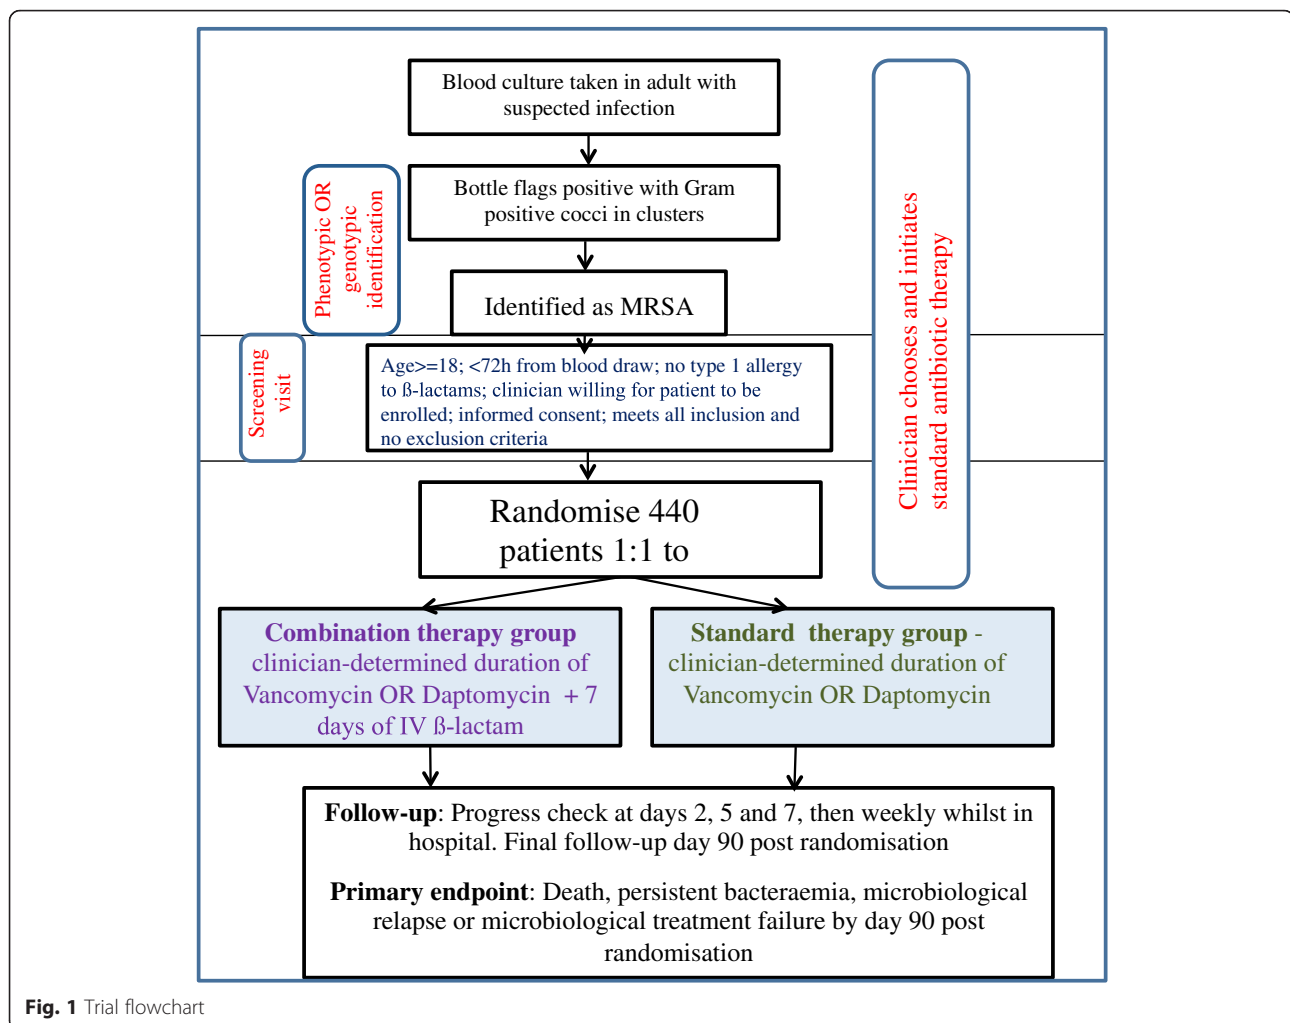 Blood culture taken in adult with
suspected infection
Bottle flags positive with Gram
positive cocci in clusters
Phenotypic OR
genotypic
identification
Identified as MRSA
Clinician chooses and initiates
standard antibiotic therapy
Screening
visit
Age>=18; <72h from blood draw; no type 1 allergy
to ß-lactams; clinician willing for patient to be
enrolled; informed consent; meets all inclusion and
no exclusion criteria
Randomise 440
patients 1:1 to
Combination therapy group
clinician-determined duration of
Vancomycin OR Daptomycin + 7
days of IV ß-lactam
Standard therapy group -
clinician-determined duration of
Vancomycin OR Daptomycin
Follow-up: Progress check at days 2, 5 and 7, then weekly whilst in
hospital. Final follow-up day 90 post randomisation
Primary endpoint: Death, persistent bacteraemia, microbiological
relapse or microbiological treatment failure by day 90 post
randomisation
Fig. 1 Trial flowchart